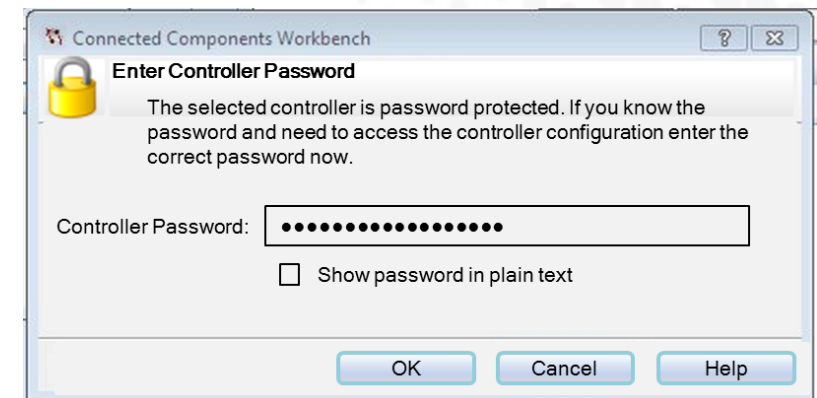 Connected Components Workbench
Enter Controller Password
The selected controller is password protected. If you know the
password and need to access the controller configuration enter the
correct password now.
Controller Password: ●●●●●●●●●●●●●●●●●●
Show password in plain text
OK Cancel Help